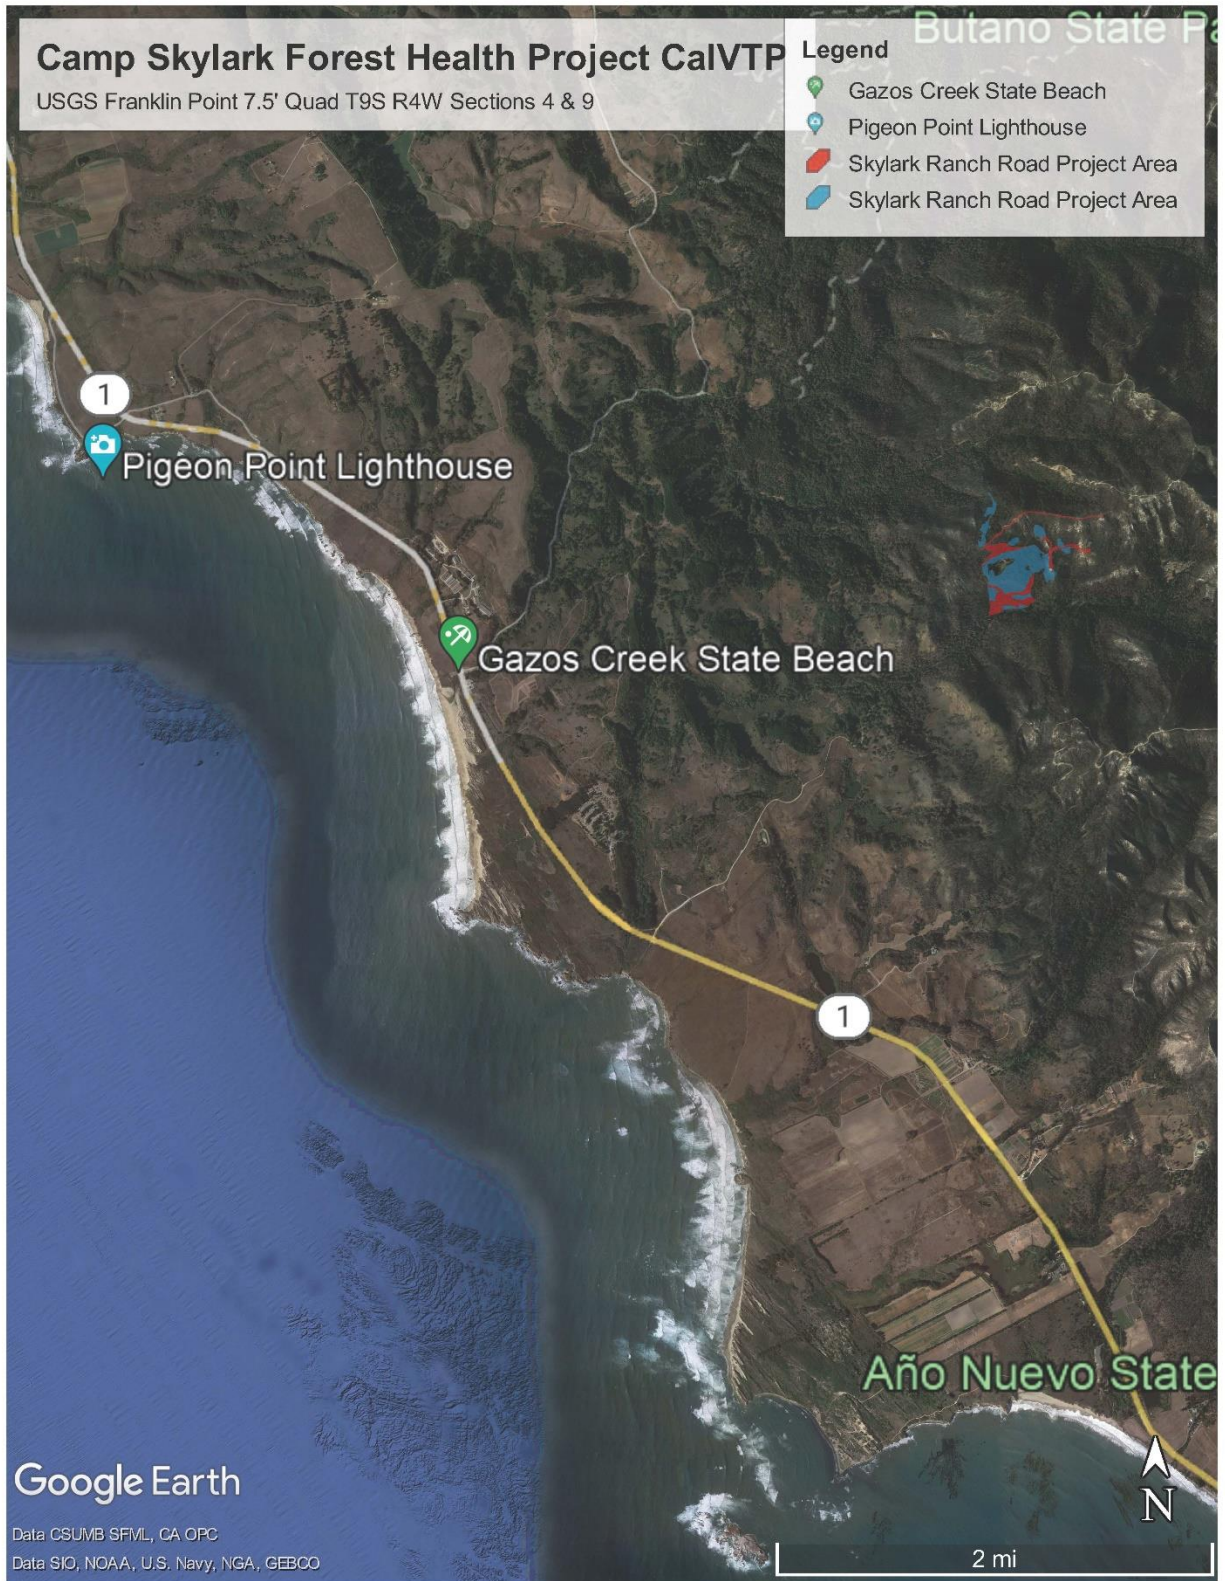 Camp Skylark Forest Health Project CalVTP
USGS Franklin Point 7.5' Quad T9S R4W Sections 4 & 9
Butano State Pa
Legend
Gazos Creek State Beach
Pigeon Point Lighthouse
Skylark Ranch Road Project Area
Skylark Ranch Road Project Area
1
Pigeon Point Lighthouse
Gazos Creek State Beach
1
Año Nuevo State
Google Earth
N
Data CSUMB SFML, CA OPC
Data SIO, NOAA, U.S. Navy, NGA, GEBCO
2 mi